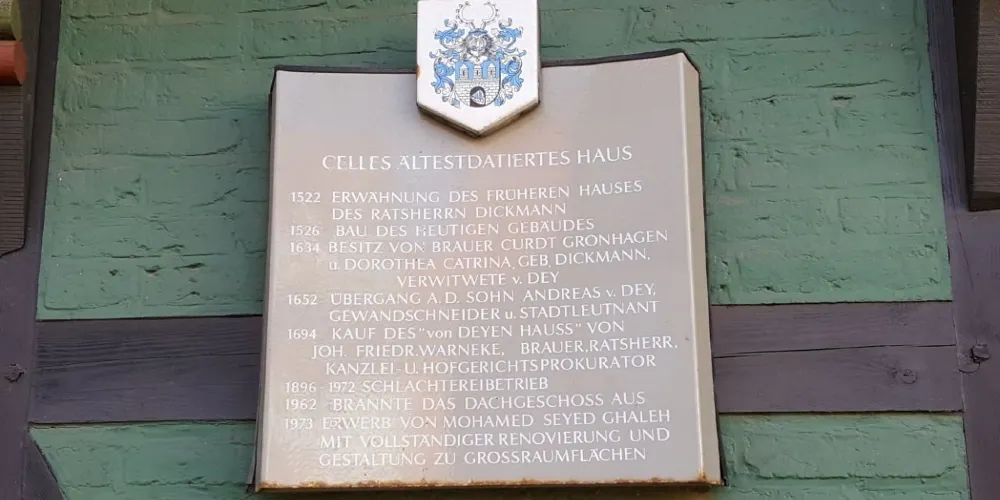 CELLES ÄLTESTDATIERTES HAUS
1522 ERWÄHNUNG DES FRÜHEREN HAUSES
DES RATSHERRN DICKMANN
1526 BAU DES HEUTIGEN GEBÄUDES
1634 BESITZ VON BRAUER CURDT GRONHAGEN
u. DOROTHEA CATRINA, GEB. DICKMANN,
VERWITWETE v. DEY
1652 ÜBERGANG A.D. SOHN ANDREAS v. DEY,
GEWANDSCHNEIDER u. STADTLEUTNANT
1694 KAUF DES "von DEYEN HAUSS" VON
JOH. FRIEDR. WARNEKE, BRAUER, RATSHERR,
KANZLEI- U. HOFGERICHTSPROKURATOR
1896-1972 SCHLACHTEREIBETRIEB
1962 BRANNTE DAS DACHGESCHOSS AUS
1973 ERWERB VON MOHAMED SEYED GHALEH
MIT VOLLSTÄNDIGER RENOVIERUNG UND
GESTALTUNG ZU GROSSRAUMFLÄCHEN